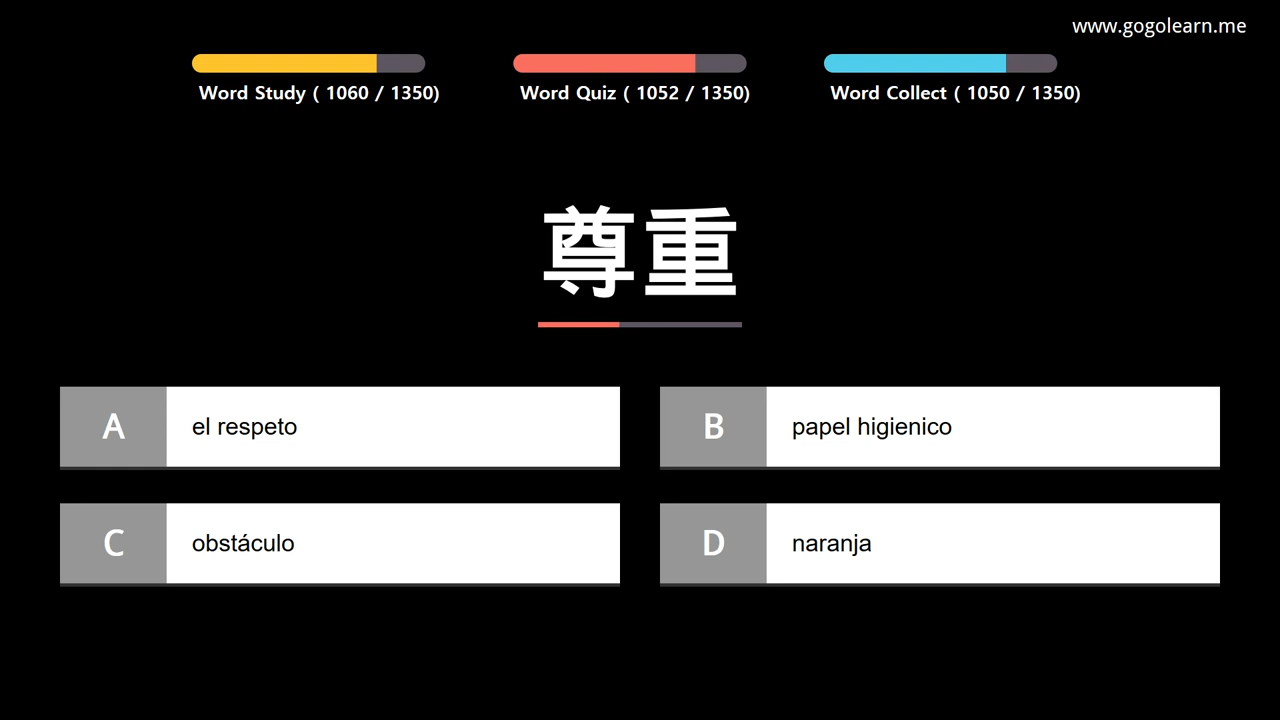 www.gogolearn.me
Word Study ( 1060 / 1350)
Word Quiz ( 1052 / 1350)
Word Collect ( 1050 / 1350)
尊重
A el respeto
B papel higienico
C obstáculo
D naranja